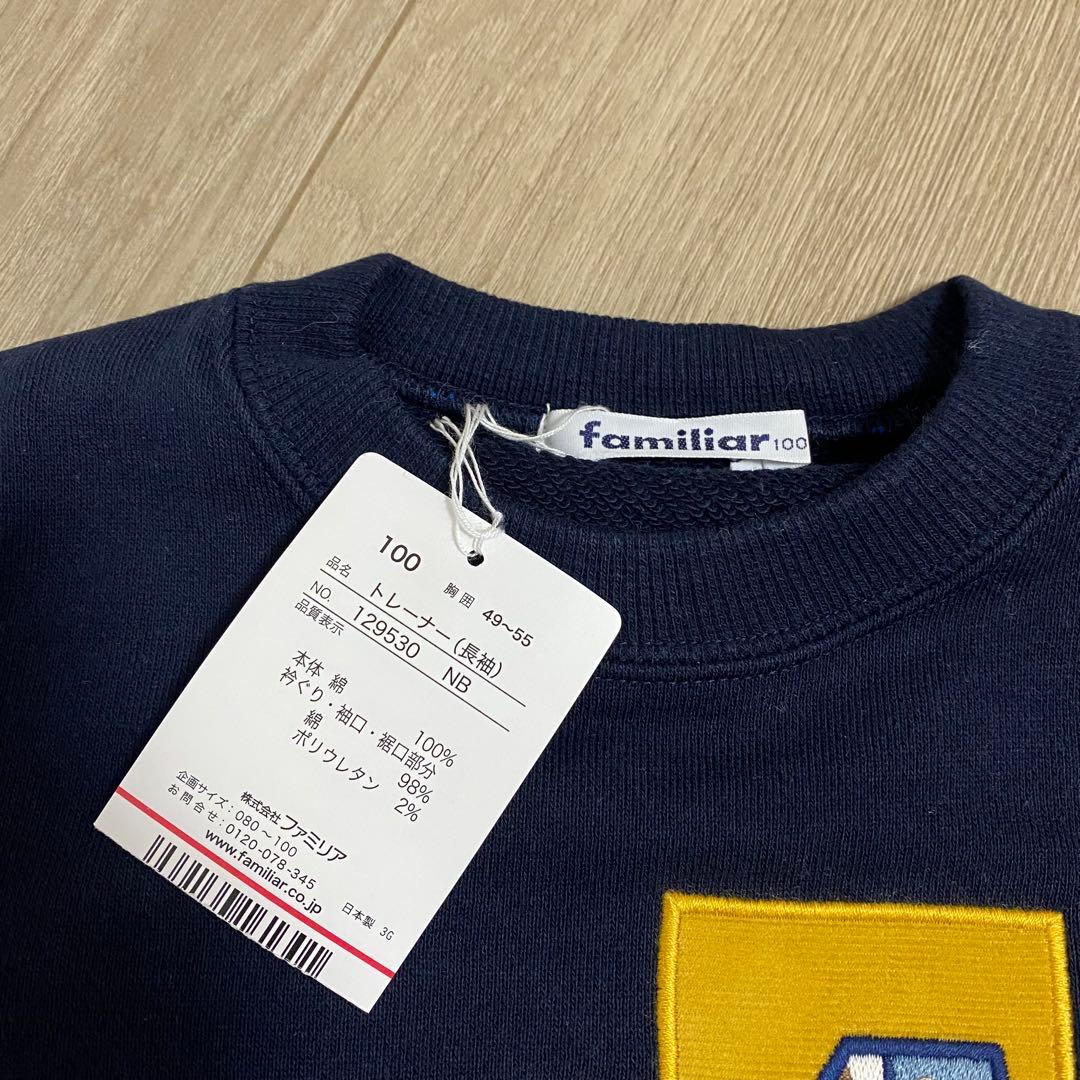 familiar 100
100 胸囲 49~55
品名 トレーナー(長袖)
NO. 129530 NB
品質表示
本体 綿 100%
衿ぐり・袖口・裾口部分
綿 98%
ポリウレタン 2%
株式会社ファミリア
企画サイズ:080~100
お問合せ:0120-078-345
www.familiar.co.jp
日本製 3G